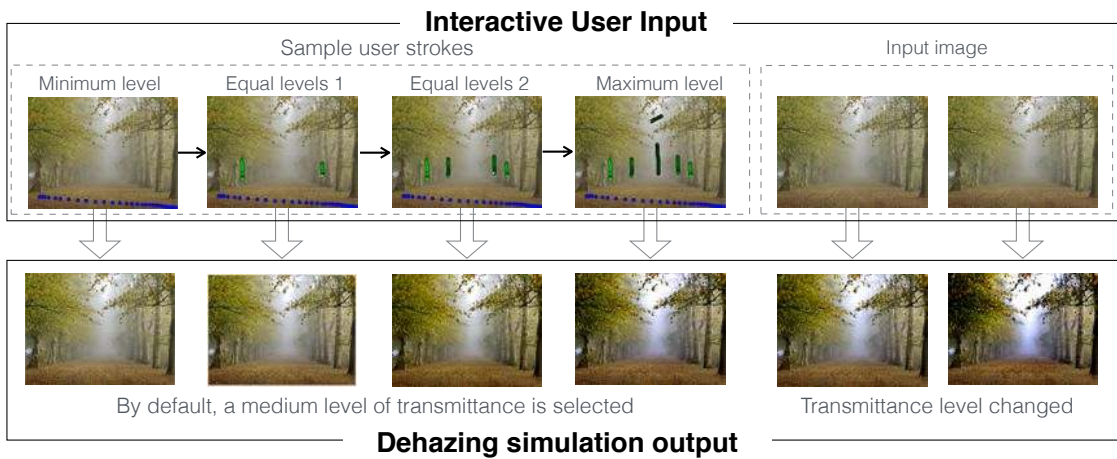 Interactive User Input
Sample user strokes
Input image
Minimum level
Equal levels 1
Equal levels 2
Maximum level
By default, a medium level of transmittance is selected
Transmittance level changed
Dehazing simulation output